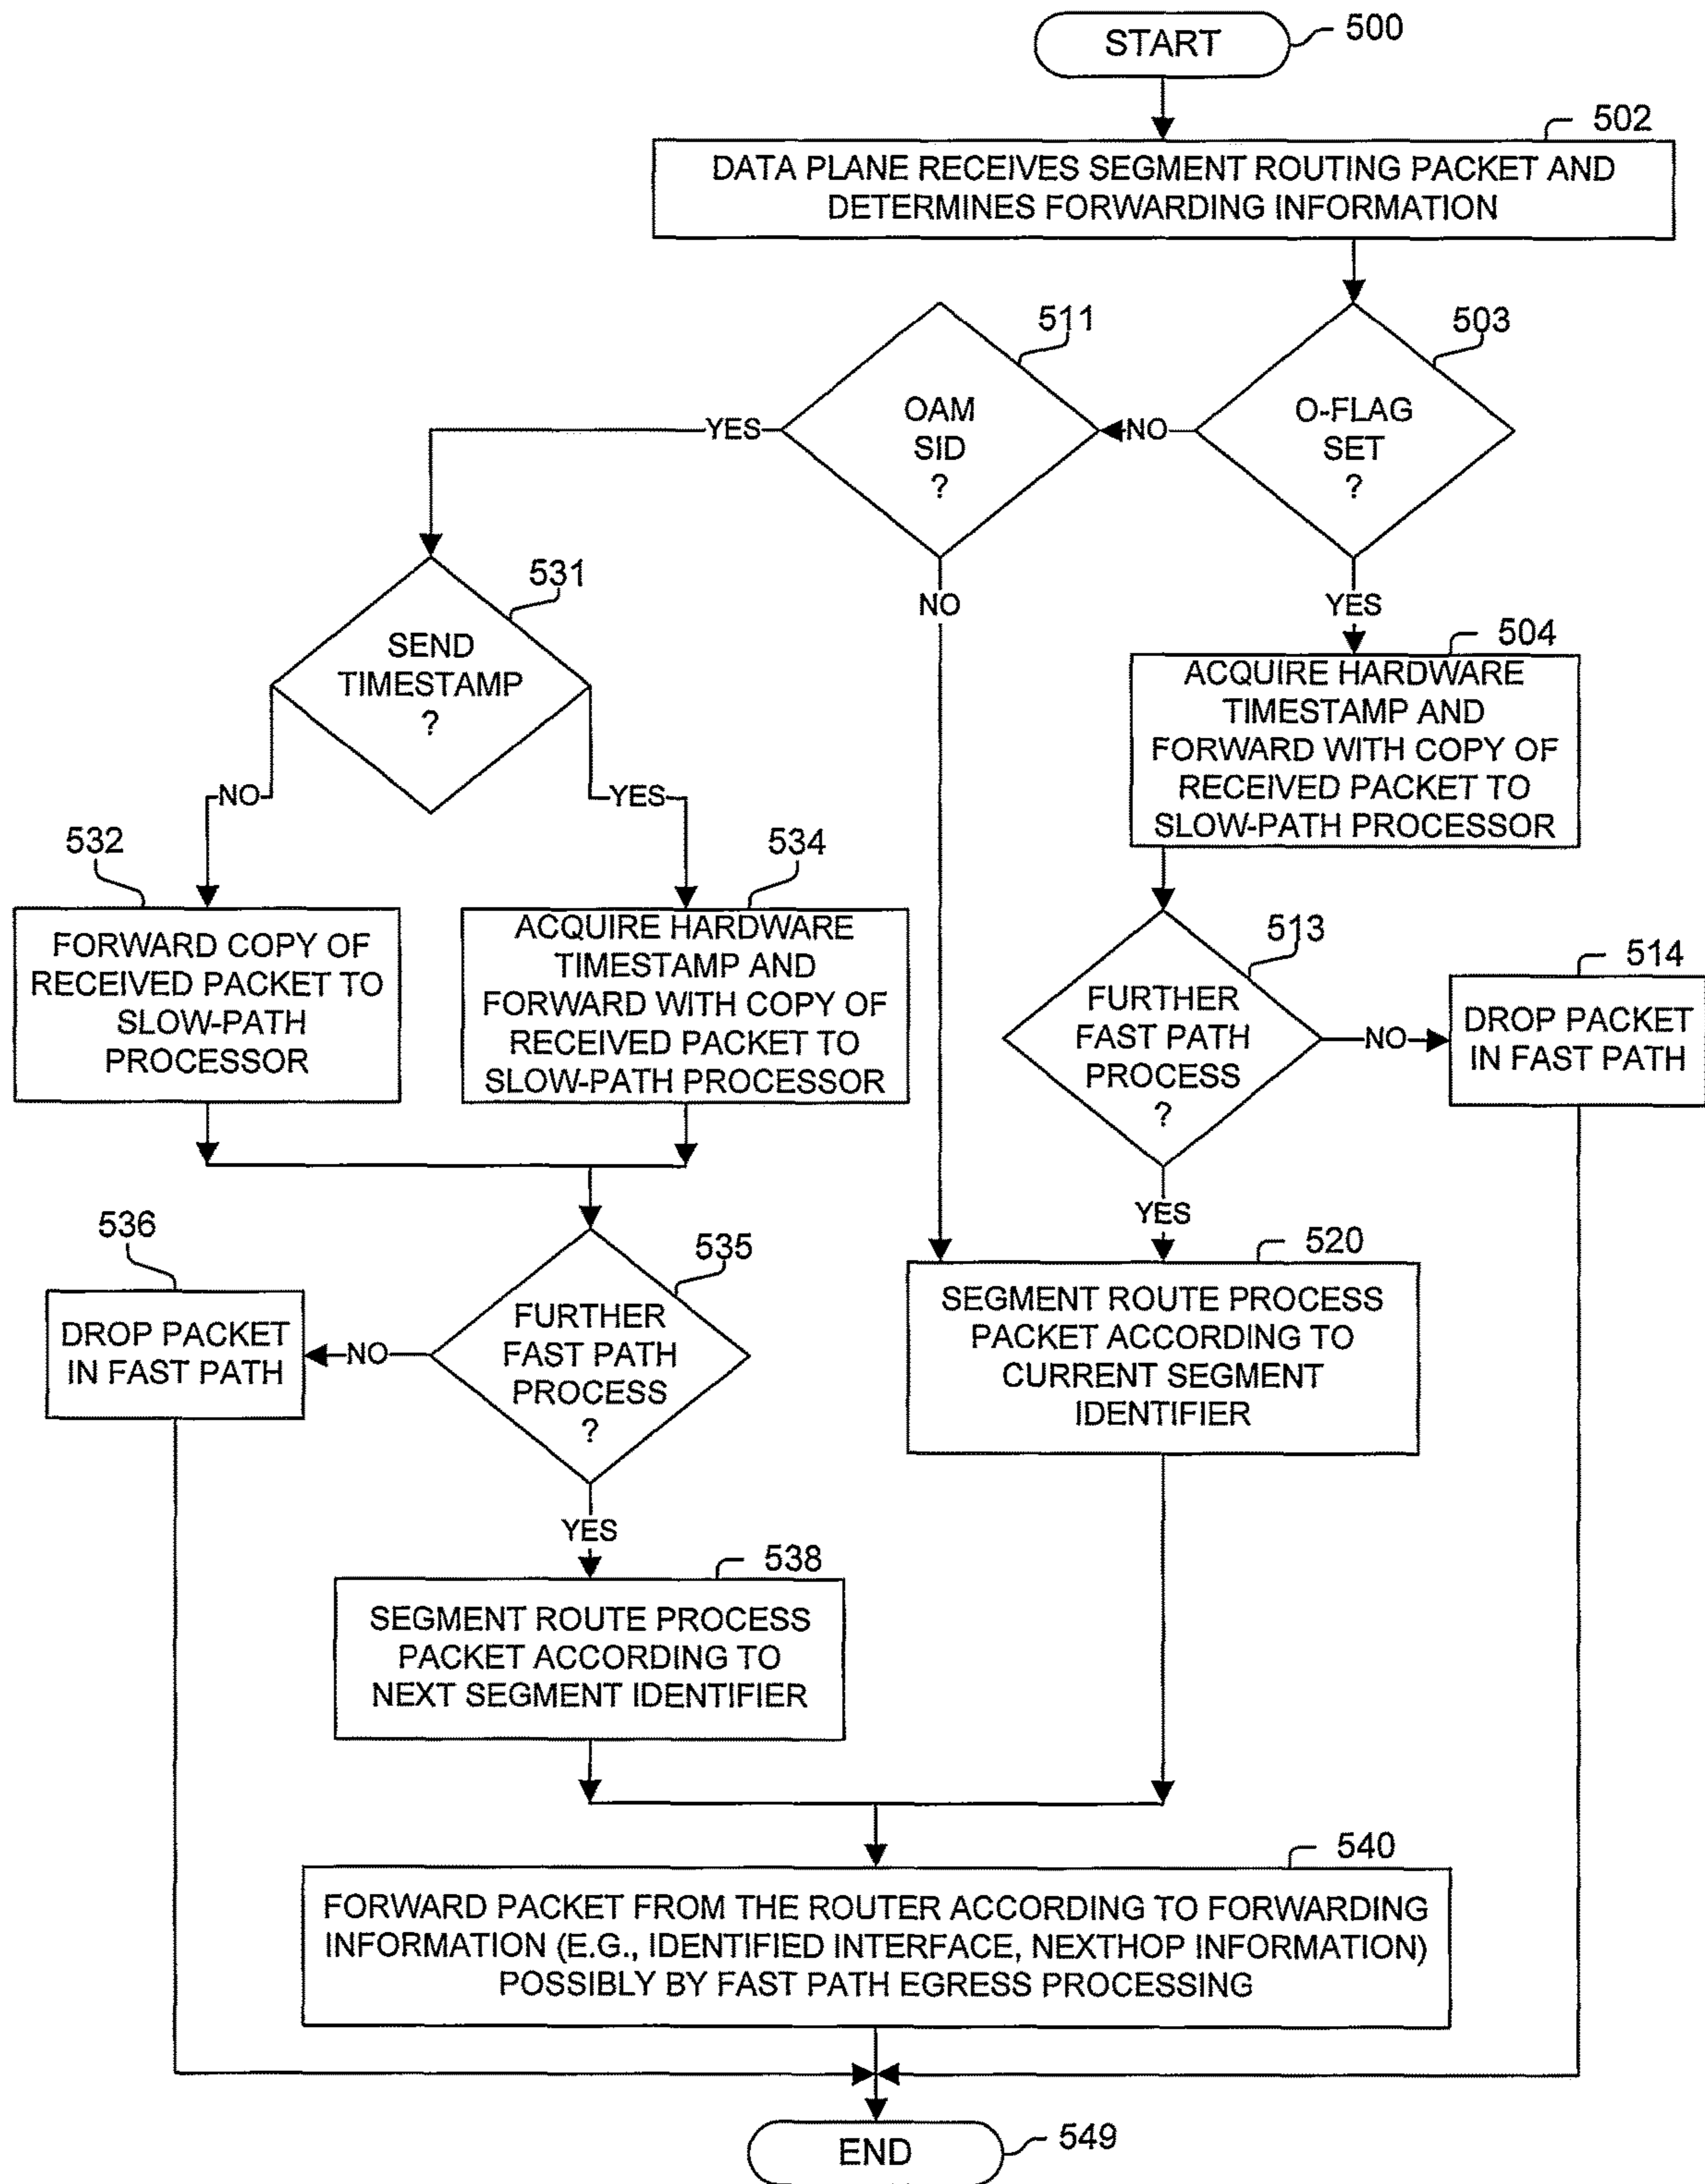 START
500
502
DATA PLANE RECEIVES SEGMENT ROUTING PACKET AND
DETERMINES FORWARDING INFORMATION
511
503
OAM
SID
?
O-FLAG
SET
?
YES
NO
NO
YES
531
SEND
TIMESTAMP
?
504
ACQUIRE HARDWARE
TIMESTAMP AND
FORWARD WITH COPY OF
RECEIVED PACKET TO
SLOW-PATH PROCESSOR
NO
YES
532
FORWARD COPY OF
RECEIVED PACKET TO
SLOW-PATH
PROCESSOR
534
ACQUIRE HARDWARE
TIMESTAMP AND
FORWARD WITH COPY OF
RECEIVED PACKET TO
SLOW-PATH PROCESSOR
513
FURTHER
FAST PATH
PROCESS
?
NO
514
DROP PACKET
IN FAST PATH
YES
536
DROP PACKET
IN FAST PATH
535
FURTHER
FAST PATH
PROCESS
?
NO
520
SEGMENT ROUTE PROCESS
PACKET ACCORDING TO
CURRENT SEGMENT
IDENTIFIER
YES
538
SEGMENT ROUTE PROCESS
PACKET ACCORDING TO
NEXT SEGMENT IDENTIFIER
540
FORWARD PACKET FROM THE ROUTER ACCORDING TO FORWARDING
INFORMATION (E.G., IDENTIFIED INTERFACE, NEXTHOP INFORMATION)
POSSIBLY BY FAST PATH EGRESS PROCESSING
END
549